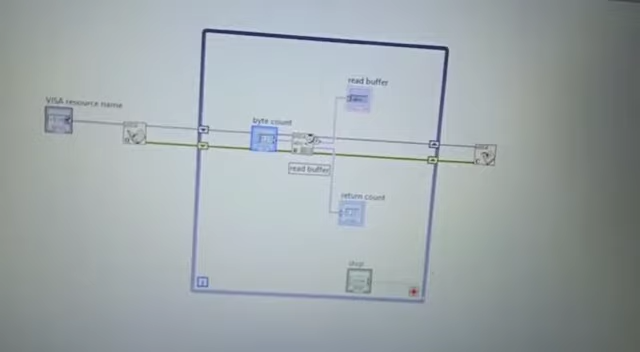 read buffer
VISA resource name
byte count
read buffer
return count
stop
i